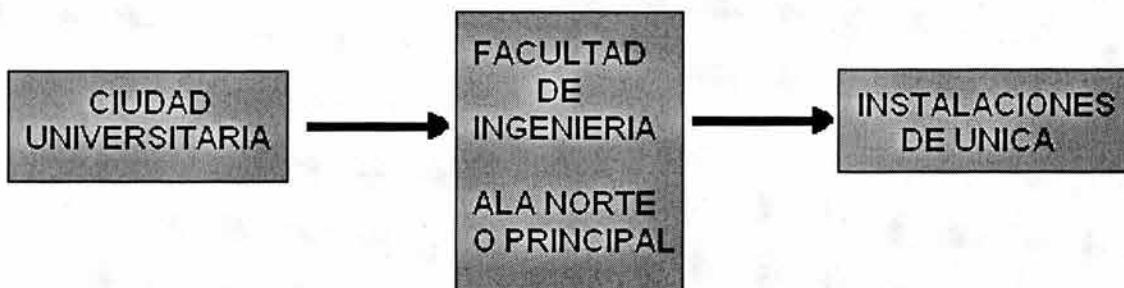 CIUDAD
UNIVERSITARIA
FACULTAD
DE
INGENIERIA
ALA NORTE
O PRINCIPAL
INSTALACIONES
DE UNICA